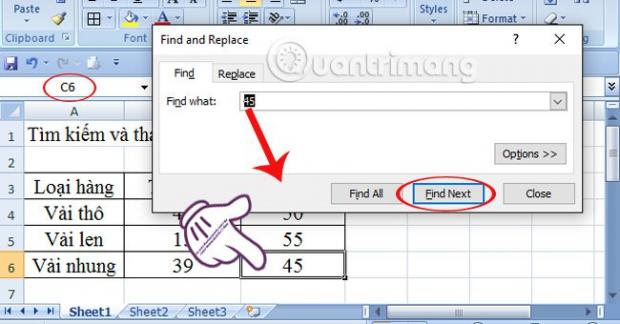 Paste
Clipboard
Font
Styles
Format
Cells
Editing
Find and Replace
Quantrimang
Find
Replace
Find what:
45
Options >>
Find All
Find Next
Close
C6
A
1
Tìm kiếm và
2
3
Loại hàng
4
Vải thô
50
5
Vải len
55
6
Vải nhung
39
45
7
Sheet1
Sheet2
Sheet3